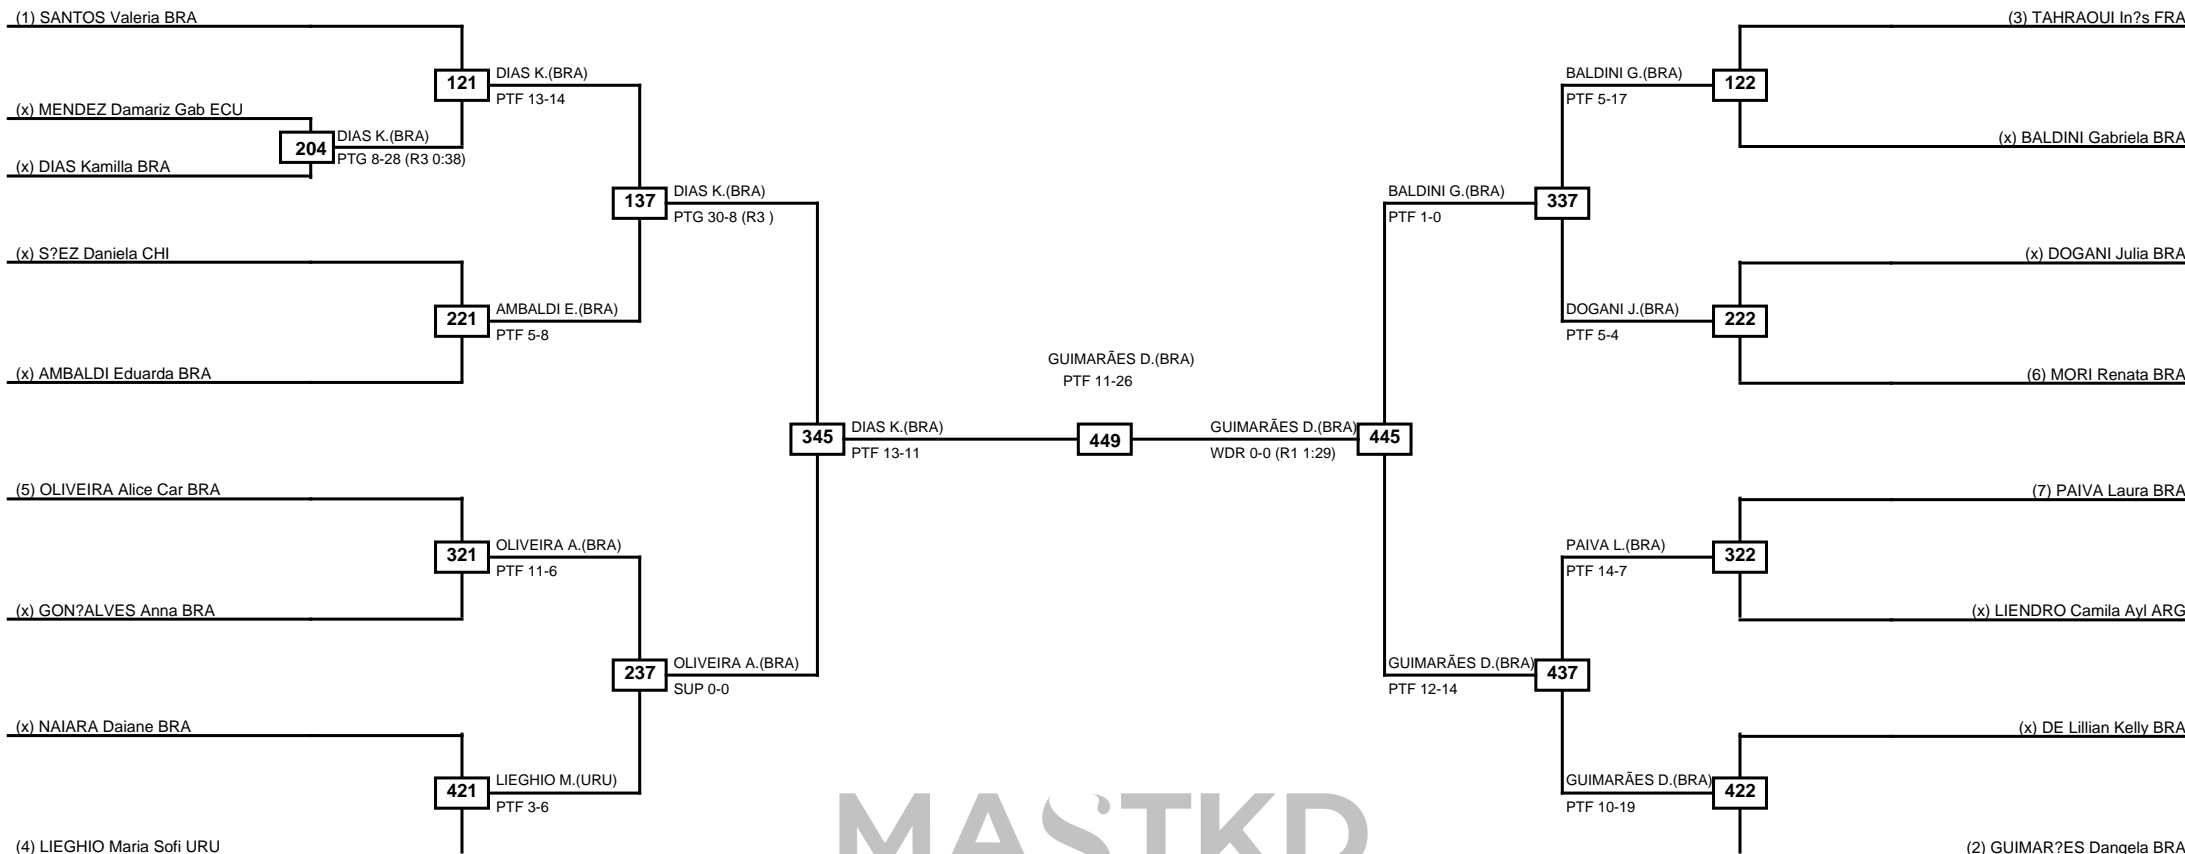 (1) SANTOS Valeria BRA
(x) MENDEZ Damariz Gab ECU
(x) DIAS Kamilla BRA
204
DIAS K.(BRA)
PTG 8-28 (R3 0:38)
121
DIAS K.(BRA)
PTF 13-14
(x) S?EZ Daniela CHI
(x) AMBALDI Eduarda BRA
221
AMBALDI E.(BRA)
PTF 5-8
137
DIAS K.(BRA)
PTG 30-8 (R3 )
(5) OLIVEIRA Alice Car BRA
(x) GON?ALVES Anna BRA
321
OLIVEIRA A.(BRA)
PTF 11-6
(x) NAIARA Daiane BRA
(4) LIEGHIO Maria Sofi URU
421
LIEGHIO M.(URU)
PTF 3-6
237
OLIVEIRA A.(BRA)
SUP 0-0
345
DIAS K.(BRA)
PTF 13-11
GUIMARÃES D.(BRA)
PTF 11-26
449
GUIMARÃES D.(BRA)
WDR 0-0 (R1 1:29)
445
BALDINI G.(BRA)
PTF 1-0
337
BALDINI G.(BRA)
PTF 5-17
122
(3) TAHRAOUI In?s FRA
(x) BALDINI Gabriela BRA
DOGANI J.(BRA)
PTF 5-4
222
(x) DOGANI Julia BRA
(6) MORI Renata BRA
GUIMARÃES D.(BRA)
PTF 12-14
437
PAIVA L.(BRA)
PTF 14-7
322
(7) PAIVA Laura BRA
(x) LIENDRO Camila Ayl ARG
GUIMARÃES D.(BRA)
PTF 10-19
422
(x) DE Lillian Kelly BRA
(2) GUIMAR?ES Dangela BRA
MASTKD